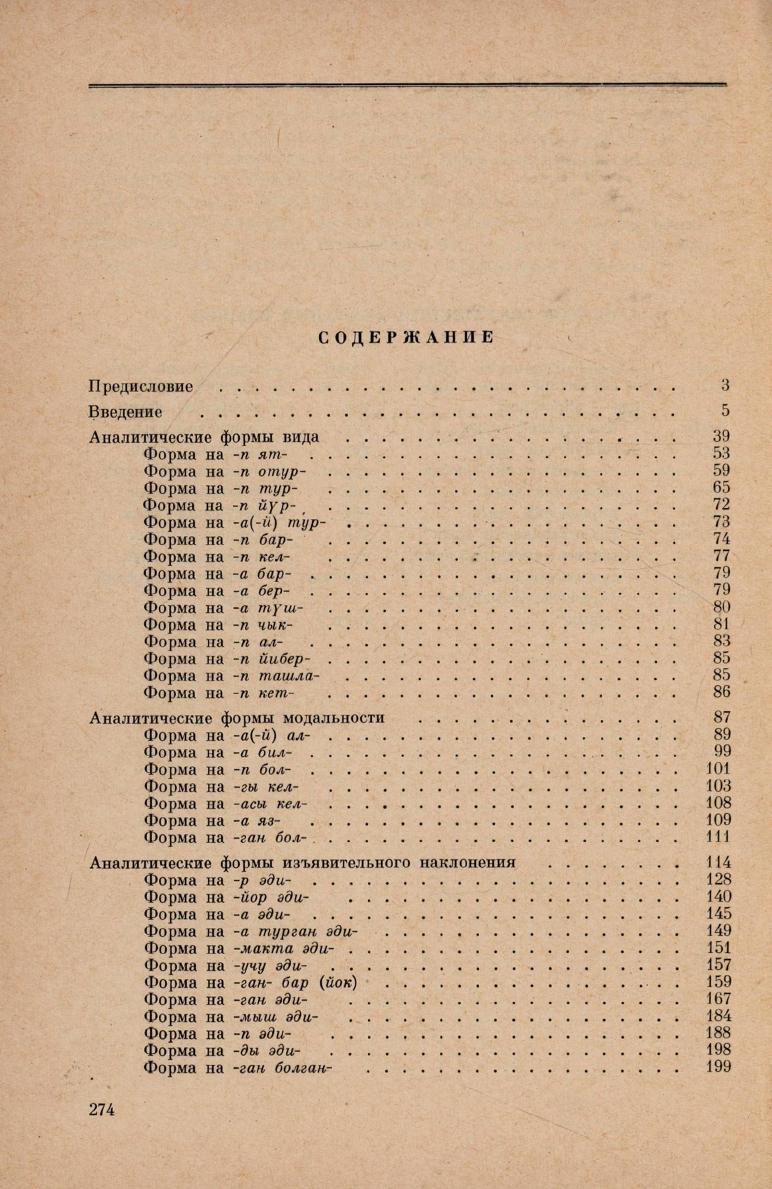 СОДЕРЖАНИЕ
Предисловие . . . . . . . . . . . . . . . . . . . . . . . . . . 3
Введение . . . . . . . . . . . . . . . . . . . . . . . . . . . 5
Аналитические формы вида . . . . . . . . . . . . . . . . . . . 39
Форма на -п ят- . . . . . . . . . . . . . . . . . . . . . 53
Форма на -п отур- . . . . . . . . . . . . . . . . . . . . 59
Форма на -п тур- . . . . . . . . . . . . . . . . . . . . 65
Форма на -п йүр- . . . . . . . . . . . . . . . . . . . . 72
Форма на -а(-й) тур- . . . . . . . . . . . . . . . . . . . 73
Форма на -п бар- . . . . . . . . . . . . . . . . . . . . 74
Форма на -п кел- . . . . . . . . . . . . . . . . . . . . 77
Форма на -а бар- . . . . . . . . . . . . . . . . . . . . . 79
Форма на -а бер- . . . . . . . . . . . . . . . . . . . . . 79
Форма на -а түш- . . . . . . . . . . . . . . . . . . . . 80
Форма на -п чык- . . . . . . . . . . . . . . . . . . . . 81
Форма на -п ал- . . . . . . . . . . . . . . . . . . . . . 83
Форма на -п йибер- . . . . . . . . . . . . . . . . . . . . 85
Форма на -п ташла- . . . . . . . . . . . . . . . . . . . . 85
Форма на -п кет- . . . . . . . . . . . . . . . . . . . . 86
Аналитические формы модальности . . . . . . . . . . . . . . . 87
Форма на -а(-й) ал- . . . . . . . . . . . . . . . . . . . . 89
Форма на -а бил- . . . . . . . . . . . . . . . . . . . . . 99
Форма на -п бол- . . . . . . . . . . . . . . . . . . . . . 101
Форма на -гы кел- . . . . . . . . . . . . . . . . . . . . 103
Форма на -асы кел- . . . . . . . . . . . . . . . . . . . . 108
Форма на -а яз- . . . . . . . . . . . . . . . . . . . . . 109
Форма на -ган бол- . . . . . . . . . . . . . . . . . . . . . 111
Аналитические формы изъявительного наклонения . . . . . . . . 114
Форма на -р эди- . . . . . . . . . . . . . . . . . . . . . 128
Форма на -йор эди- . . . . . . . . . . . . . . . . . . . 140
Форма на -а эди- . . . . . . . . . . . . . . . . . . . . . 145
Форма на -а турган эди- . . . . . . . . . . . . . . . . . 149
Форма на -макта эди- . . . . . . . . . . . . . . . . . . . 151
Форма на -учу эди- . . . . . . . . . . . . . . . . . . . . 157
Форма на -ган- бар (йок) . . . . . . . . . . . . . . . . . 159
Форма на -ган эди- . . . . . . . . . . . . . . . . . . . 167
Форма на -мыш эди- . . . . . . . . . . . . . . . . . . . 184
Форма на -п эди- . . . . . . . . . . . . . . . . . . . . 188
Форма на -ды эди- . . . . . . . . . . . . . . . . . . . . 198
Форма на -ган болган- . . . . . . . . . . . . . . . . . . 199
274